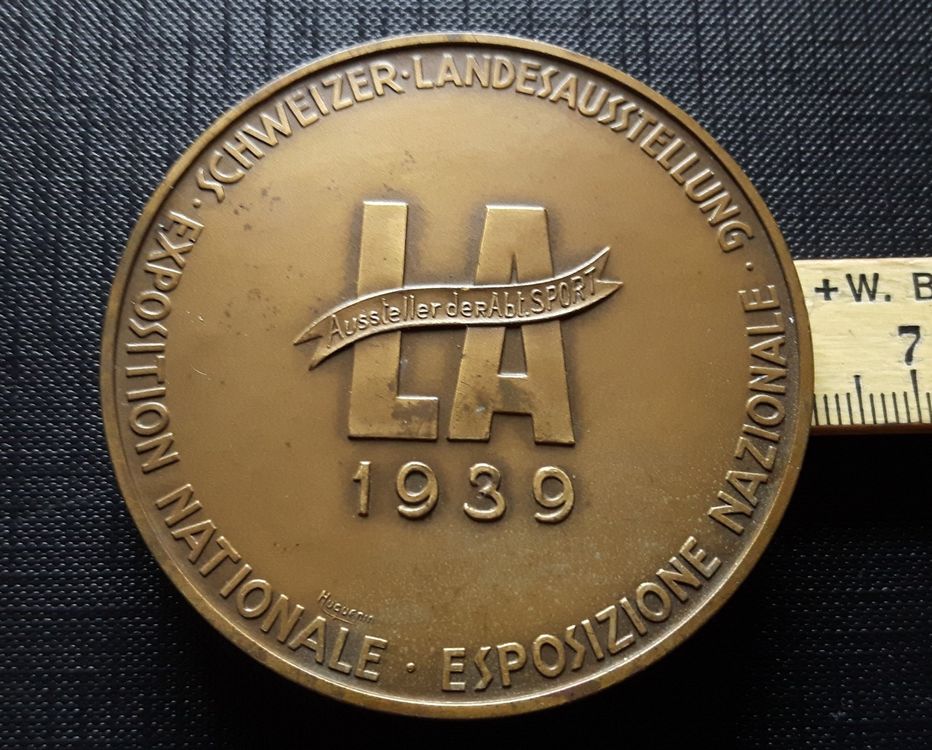 SCHWEIZER·LANDESAUSSTELLUNG · ESPOSIZIONE NAZIONALE · EXPOSITION NATIONALE ·
LA
Aussteller der Abt. SPORT
1939
Huguenin
+ W. B
7